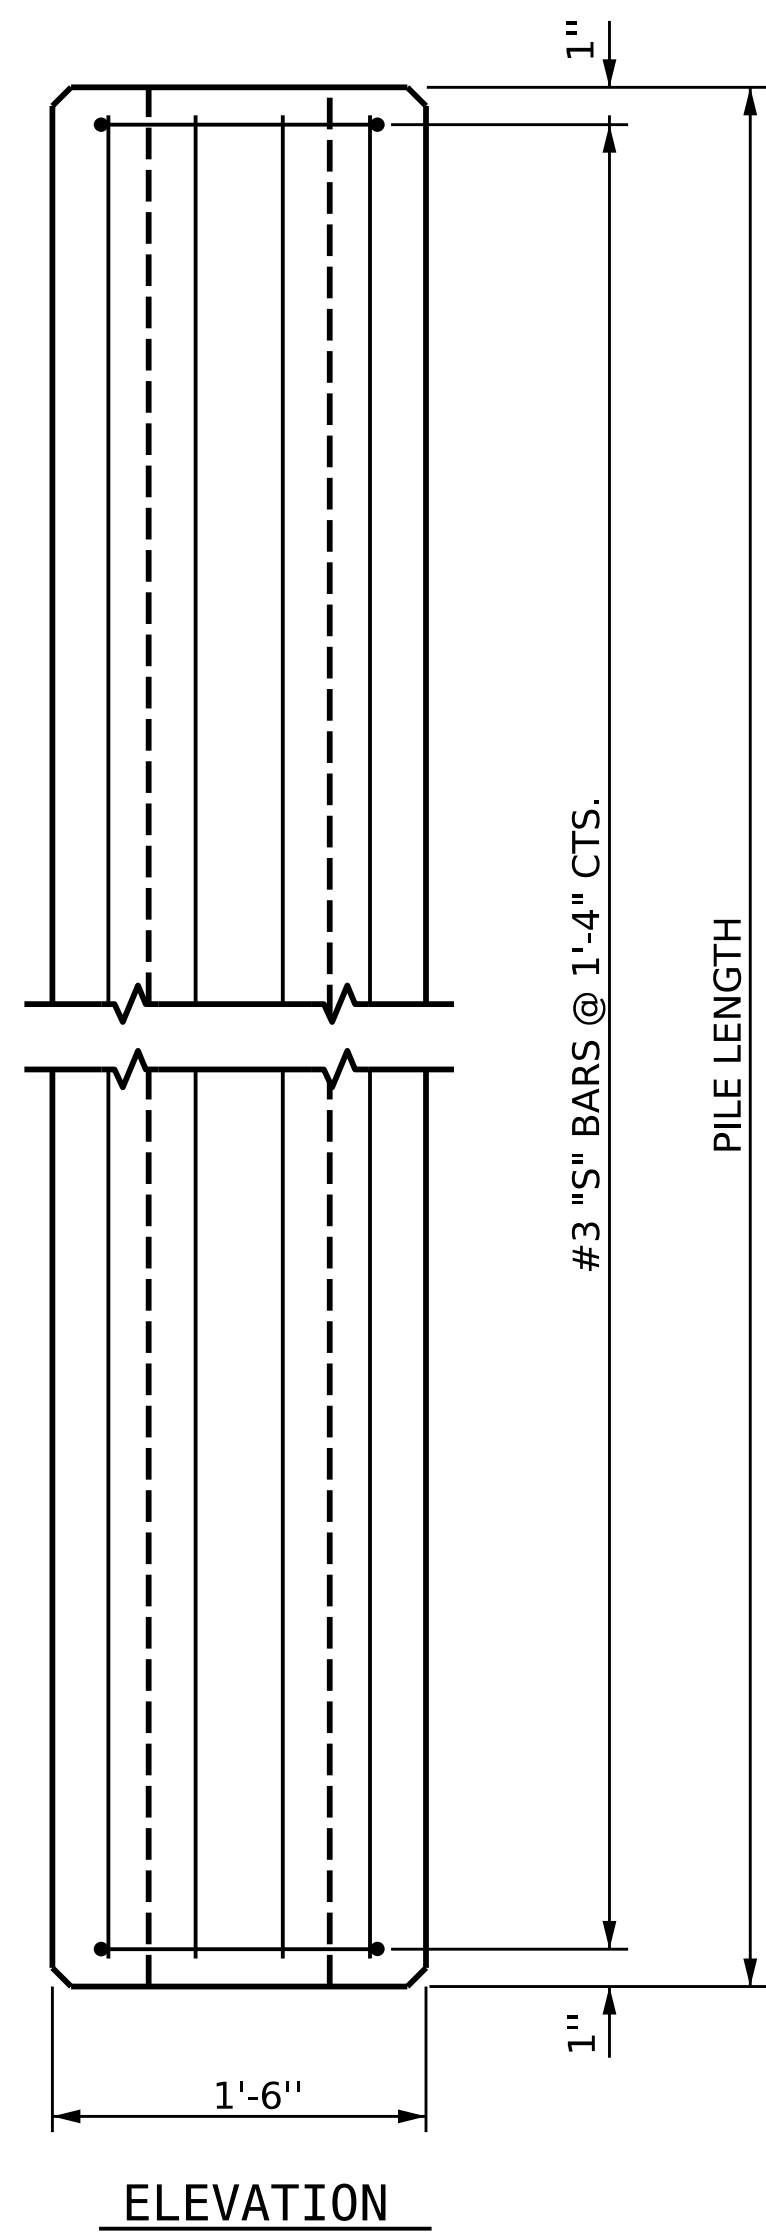 1''
#3 "S" BARS @ 1'-4" CTS.
PILE LENGTH
1''
1'-6''
ELEVATION